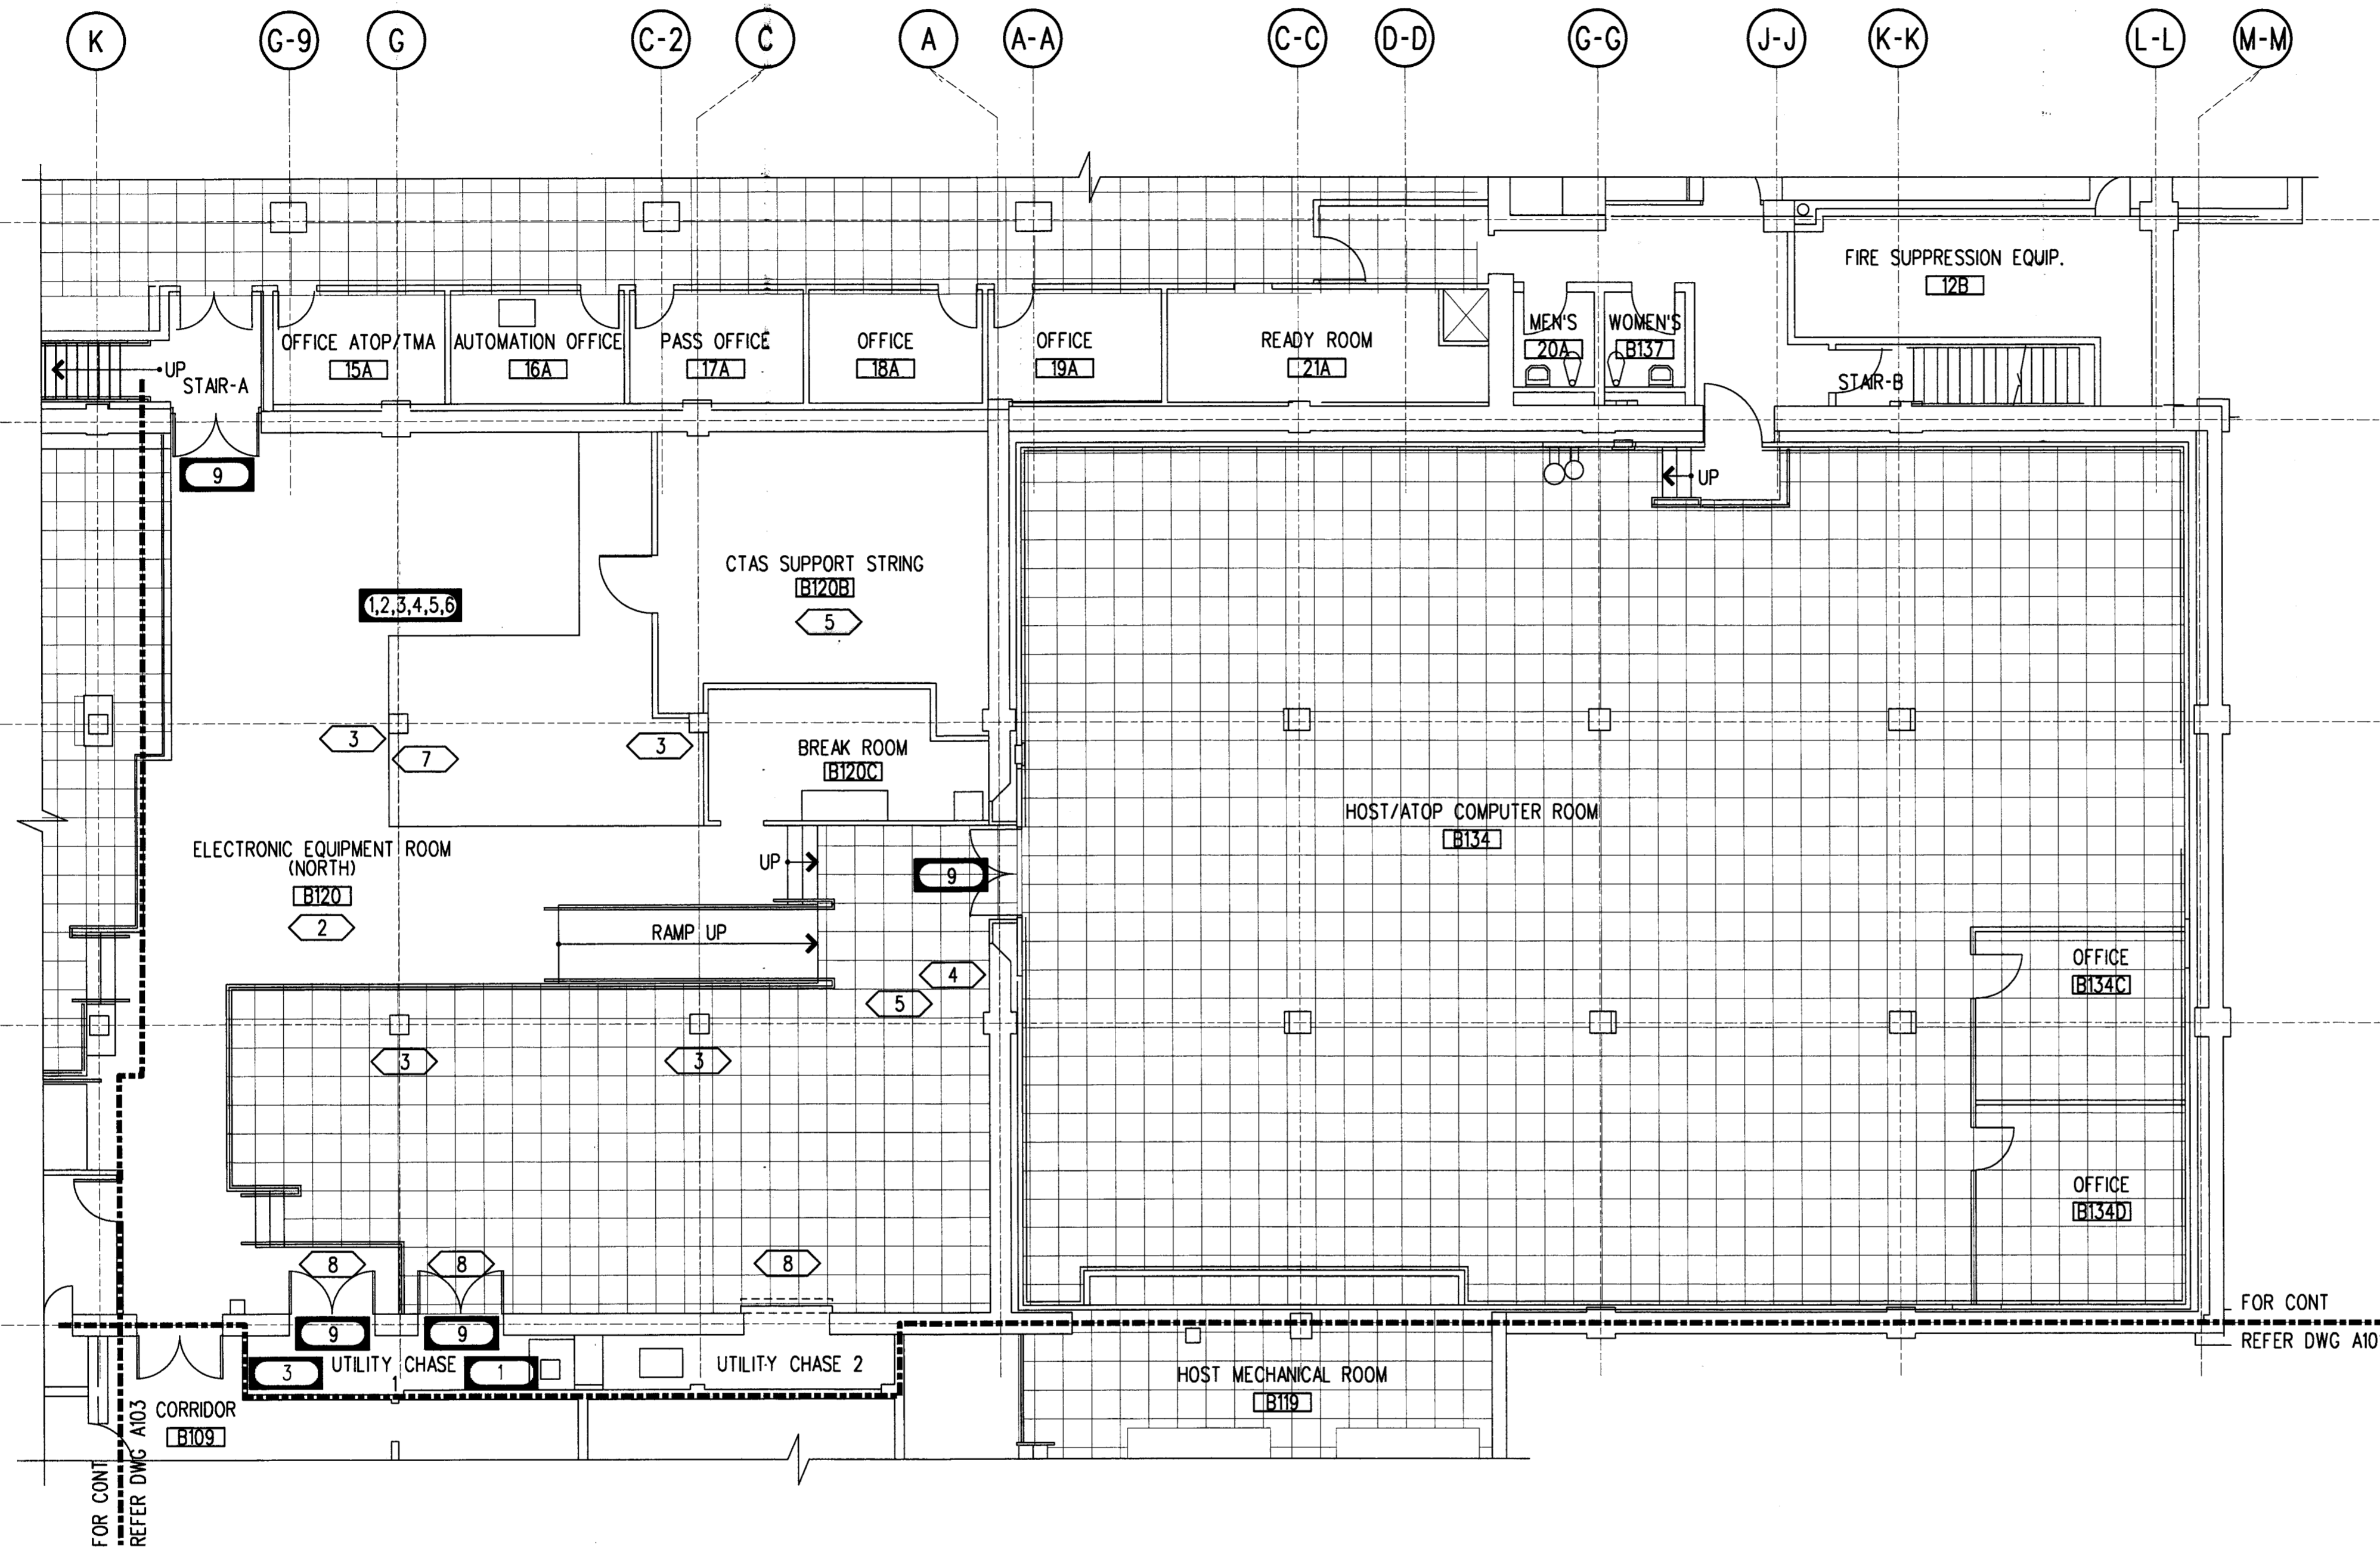 K
G-9
G
C-2
C
A
A-A
C-C
D-D
G-G
J-J
K-K
L-L
M-M
FIRE SUPPRESSION EQUIP.
12B
OFFICE ATOP/TMA
15A
AUTOMATION OFFICE
16A
PASS OFFICE
17A
OFFICE
18A
OFFICE
19A
READY ROOM
21A
MEN'S
20A
WOMEN'S
B137
UP
STAIR-A
STAIR-B
9
UP
CTAS SUPPORT STRING
B120B
5
1,2,3,4,5,6
3
7
3
BREAK ROOM
B120C
HOST/ATOP COMPUTER ROOM
B134
ELECTRONIC EQUIPMENT ROOM
(NORTH)
B120
2
UP
9
RAMP UP
4
5
OFFICE
B134C
3
3
OFFICE
B134D
8
8
8
9
9
3
UTILITY CHASE
1
1
UTILITY CHASE 2
HOST MECHANICAL ROOM
B119
CORRIDOR
B109
FOR CONT
REFER DWG A103
FOR CONT
REFER DWG A10